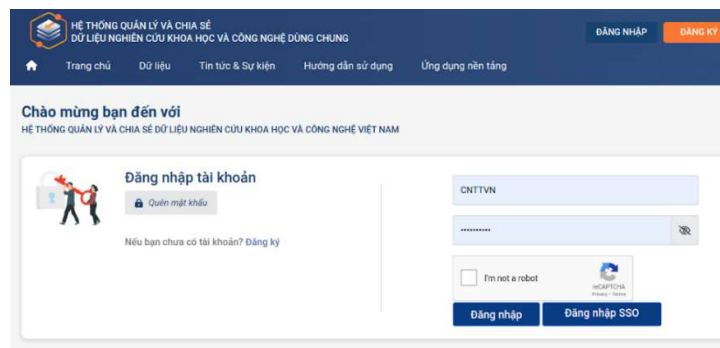 HỆ THỐNG QUẢN LÝ VÀ CHIA SẺ
DỮ LIỆU NGHIÊN CỨU KHOA HỌC VÀ CÔNG NGHỆ DÙNG CHUNG
ĐĂNG NHẬP
ĐĂNG KÝ
Trang chủ
Dữ liệu
Tin tức & Sự kiện
Hướng dẫn sử dụng
Ứng dụng nền tảng
Chào mừng bạn đến với
HỆ THỐNG QUẢN LÝ VÀ CHIA SẺ DỮ LIỆU NGHIÊN CỨU KHOA HỌC VÀ CÔNG NGHỆ VIỆT NAM
Đăng nhập tài khoản
Quên mật khẩu
Nếu bạn chưa có tài khoản? Đăng ký
CNTTVN
I'm not a robot
reCAPTCHA
Privacy - Terms
Đăng nhập
Đăng nhập SSO